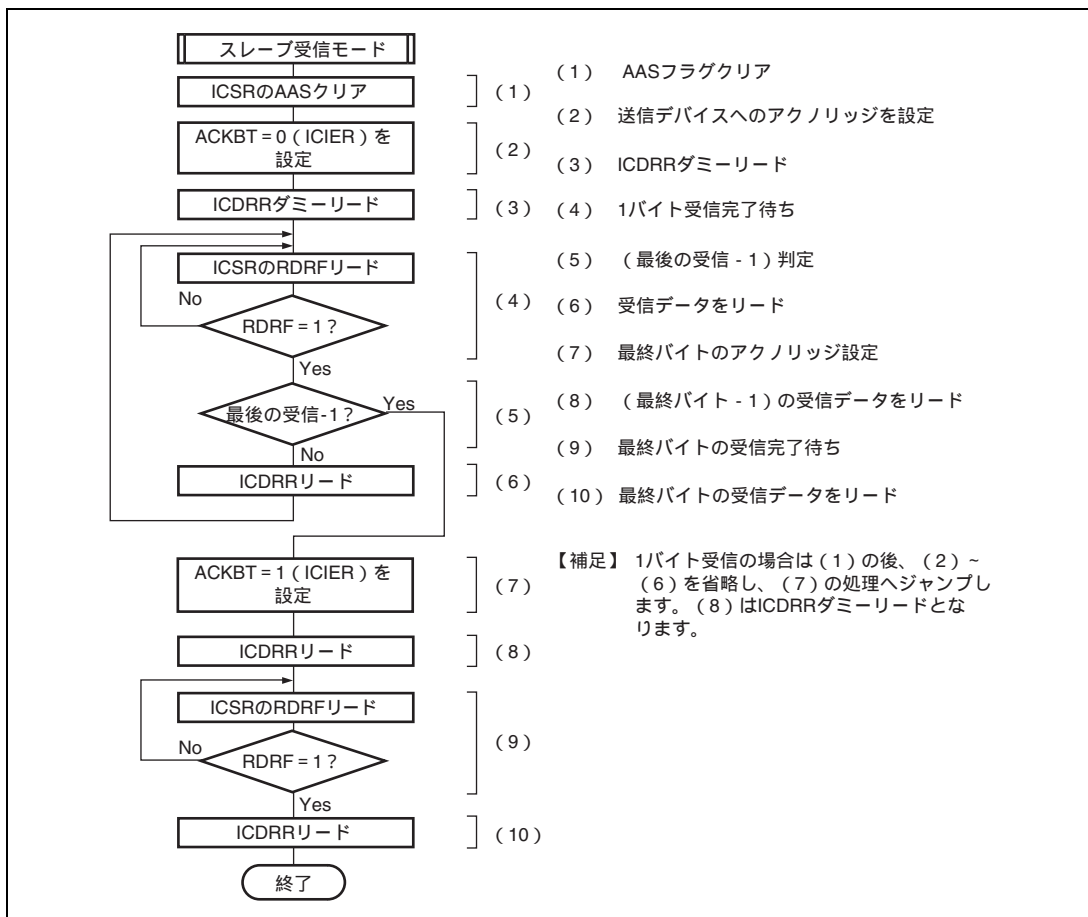 スレーブ受信モード
ICSRのAASクリア
(1)
ACKBT = 0 ( ICIER ) を
設定
(2)
ICDRRダミーリード
(3)
ICSRのRDRFリード
No
RDRF = 1 ?
(4)
Yes
最後の受信-1 ?
Yes
(5)
No
ICDRRリード
(6)
ACKBT = 1 ( ICIER ) を
設定
(7)
ICDRRリード
(8)
ICSRのRDRFリード
No
RDRF = 1 ?
(9)
Yes
ICDRRリード
(10)
終了
(1) AASフラグクリア
(2) 送信デバイスへのアクノリッジを設定
(3) ICDRRダミーリード
(4) 1バイト受信完了待ち
(5) (最後の受信 - 1)判定
(6) 受信データをリード
(7) 最終バイトのアクノリッジ設定
(8) (最終バイト - 1)の受信データをリード
(9) 最終バイトの受信完了待ち
(10) 最終バイトの受信データをリード
【補足】 1バイト受信の場合は(1)の後、(2)~
(6)を省略し、(7)の処理へジャンプし
ます。(8)はICDRRダミーリードとな
ります。